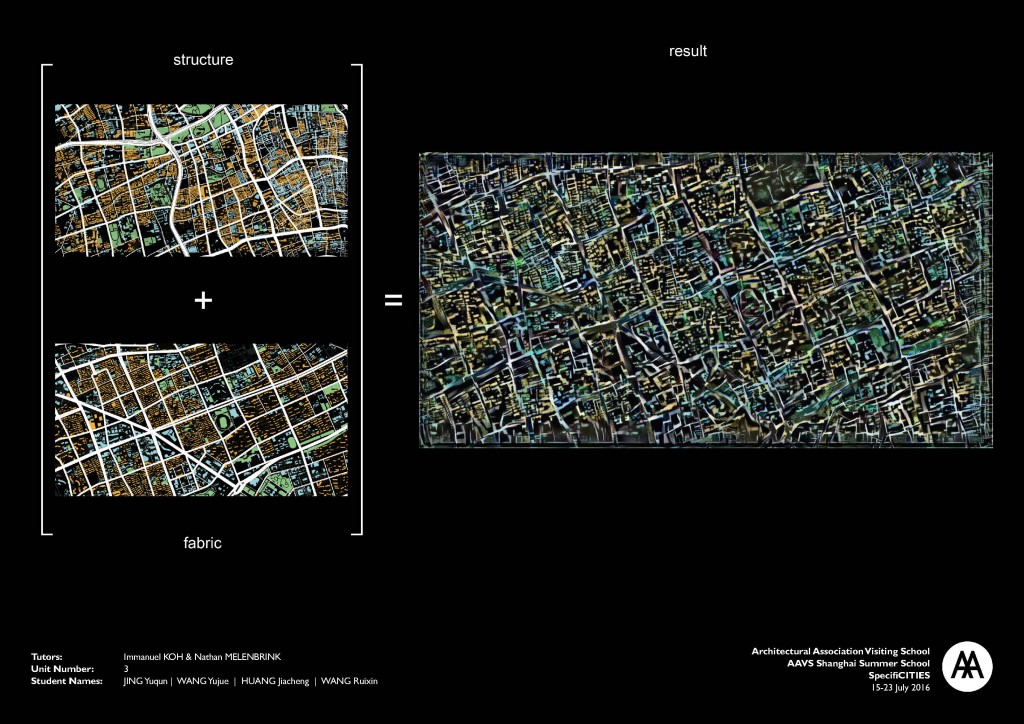 structure
result
+
=
fabric
Tutors: Immanuel KOH & Nathan MELENBRINK
Unit Number: 3
Student Names: JING Yuqun | WANG Yujue | HUANG Jiacheng | WANG Ruixin
Architectural Association Visiting School
AAVS Shanghai Summer School
SpecifiCITIES
15-23 July 2016
AA